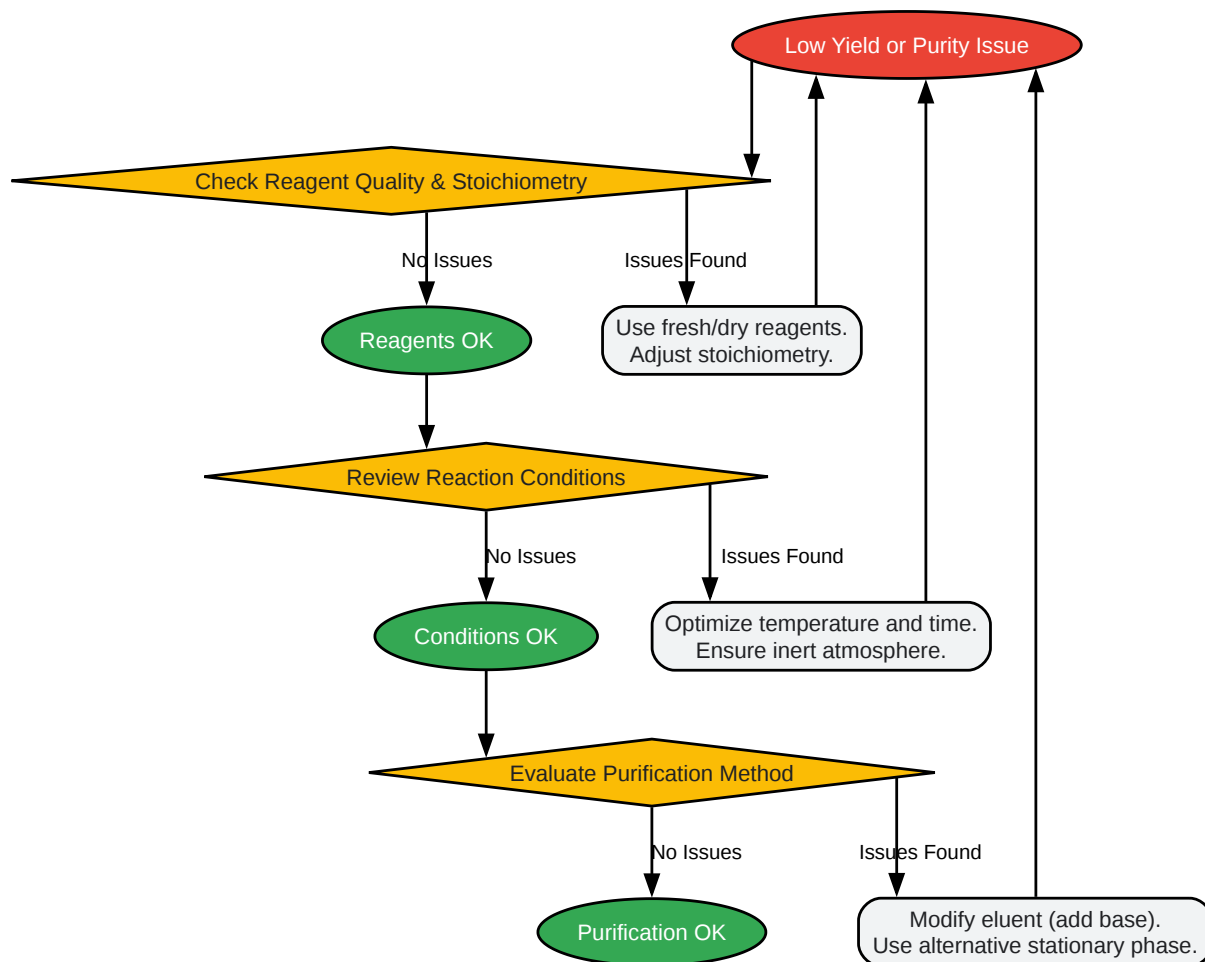 Low Yield or Purity Issue
Check Reagent Quality & Stoichiometry
No Issues
Issues Found
Reagents OK
Use fresh/dry reagents.
Adjust stoichiometry.
Review Reaction Conditions
No Issues
Issues Found
Conditions OK
Optimize temperature and time.
Ensure inert atmosphere.
Evaluate Purification Method
No Issues
Issues Found
Purification OK
Modify eluent (add base).
Use alternative stationary phase.